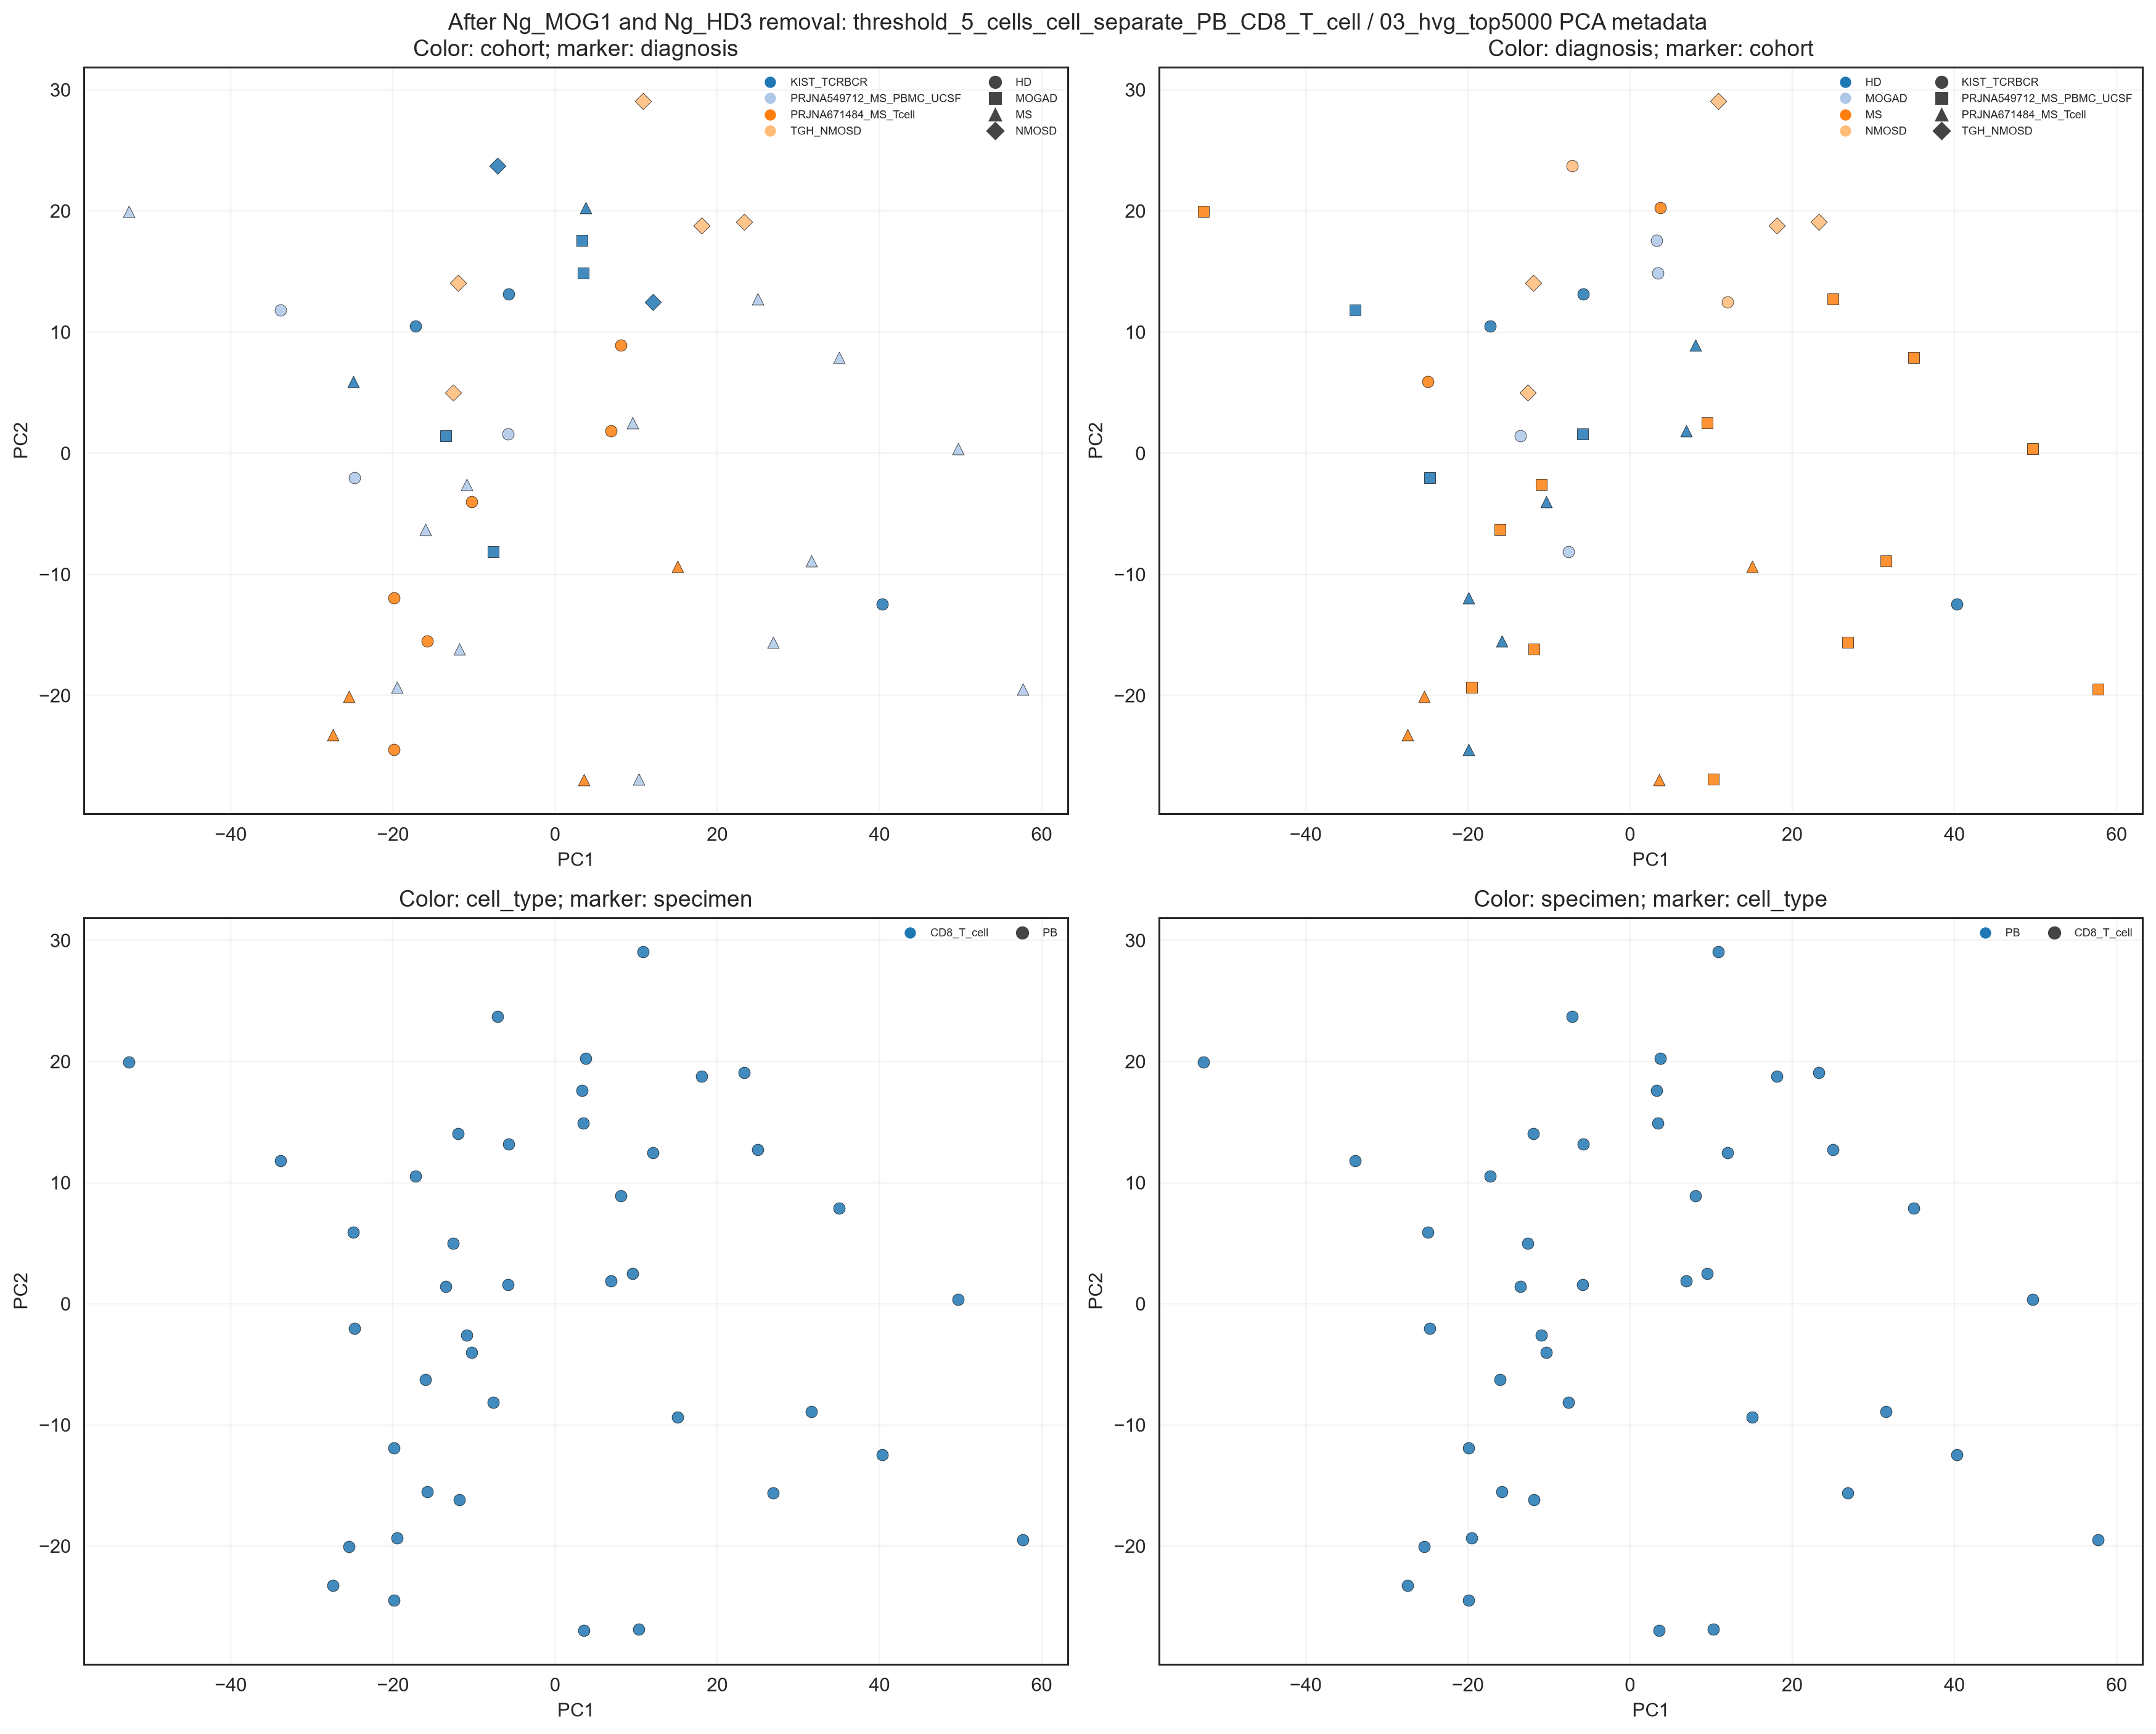 After Ng_MOG1 and Ng_HD3 removal: threshold_5_cells_cell_separate_PB_CD8_T_cell / 03_hvg_top5000 PCA metadata
Color: cohort; marker: diagnosis
KIST_TCRBCR
PRJNA549712_MS_PBMC_UCSF
PRJNA671484_MS_Tcell
TGH_NMOSD
HD
MOGAD
MS
NMOSD
30
20
10
0
−10
−20
PC2
−40
−20
0
20
40
60
PC1
Color: diagnosis; marker: cohort
HD
MOGAD
MS
NMOSD
KIST_TCRBCR
PRJNA549712_MS_PBMC_UCSF
PRJNA671484_MS_Tcell
TGH_NMOSD
30
20
10
0
−10
−20
PC2
−40
−20
0
20
40
60
PC1
Color: cell_type; marker: specimen
CD8_T_cell
PB
30
20
10
0
−10
−20
PC2
−40
−20
0
20
40
60
PC1
Color: specimen; marker: cell_type
PB
CD8_T_cell
30
20
10
0
−10
−20
PC2
−40
−20
0
20
40
60
PC1